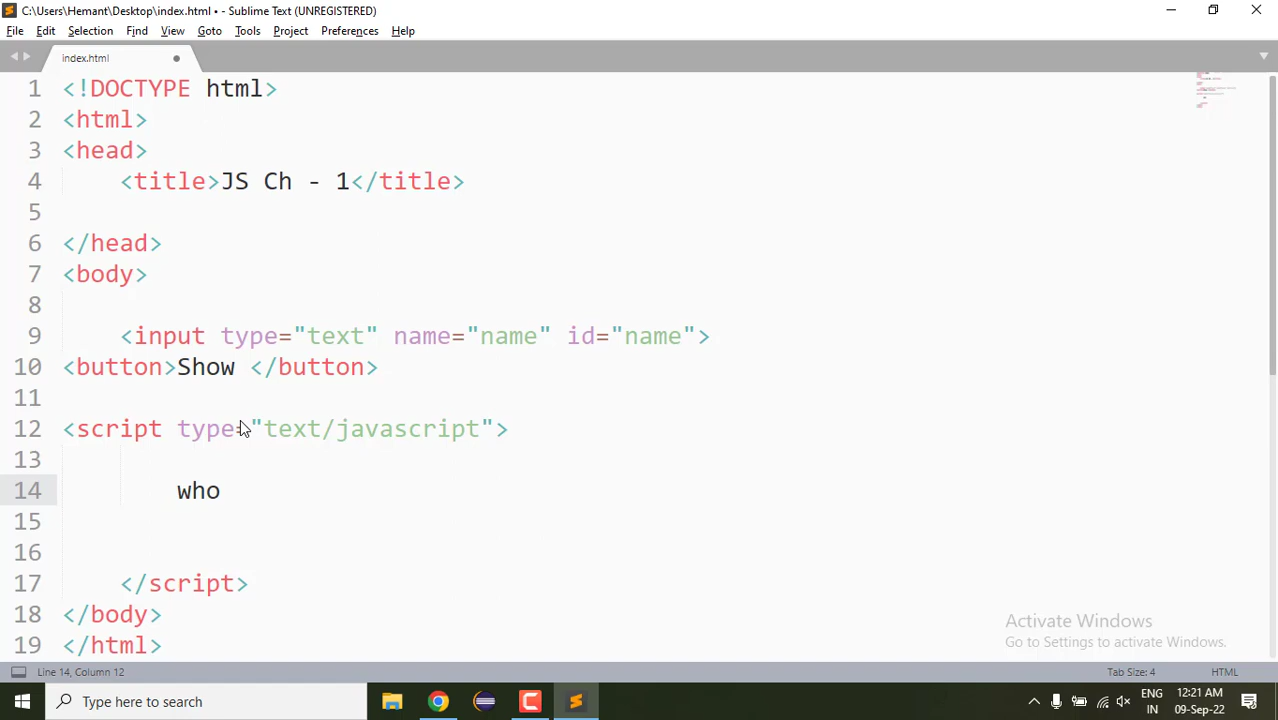 C:\Users\Hemant\Desktop\index.html • - Sublime Text (UNREGISTERED)
File Edit Selection Find View Goto Tools Project Preferences Help
index.html
1 <!DOCTYPE html>
2 <html>
3 <head>
4 <title>JS Ch - 1</title>
5
6 </head>
7 <body>
8
9 <input type="text" name="name" id="name">
10 <button>Show </button>
11
12 <script type="text/javascript">
13
14 who
15
16
17 </script>
18 </body>
19 </html>
Activate Windows
Go to Settings to activate Windows.
Line 14, Column 12 Tab Size: 4 HTML
Type here to search
ENG
IN
12:21 AM
09-Sep-22